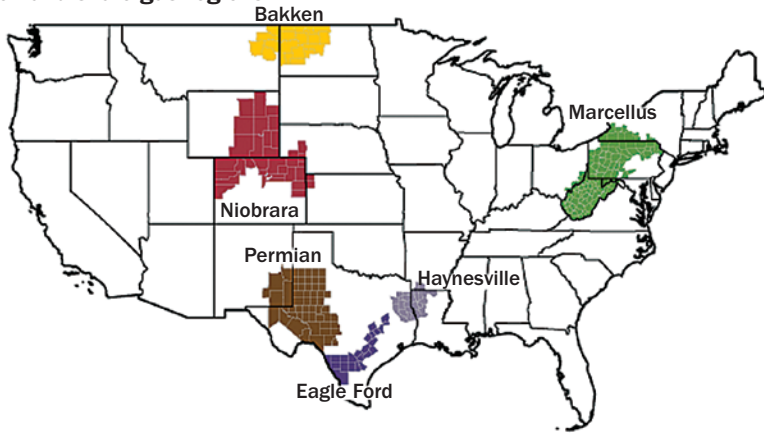 Bakken
Marcellus
Niobrara
Permian
Haynesville
Eagle Ford